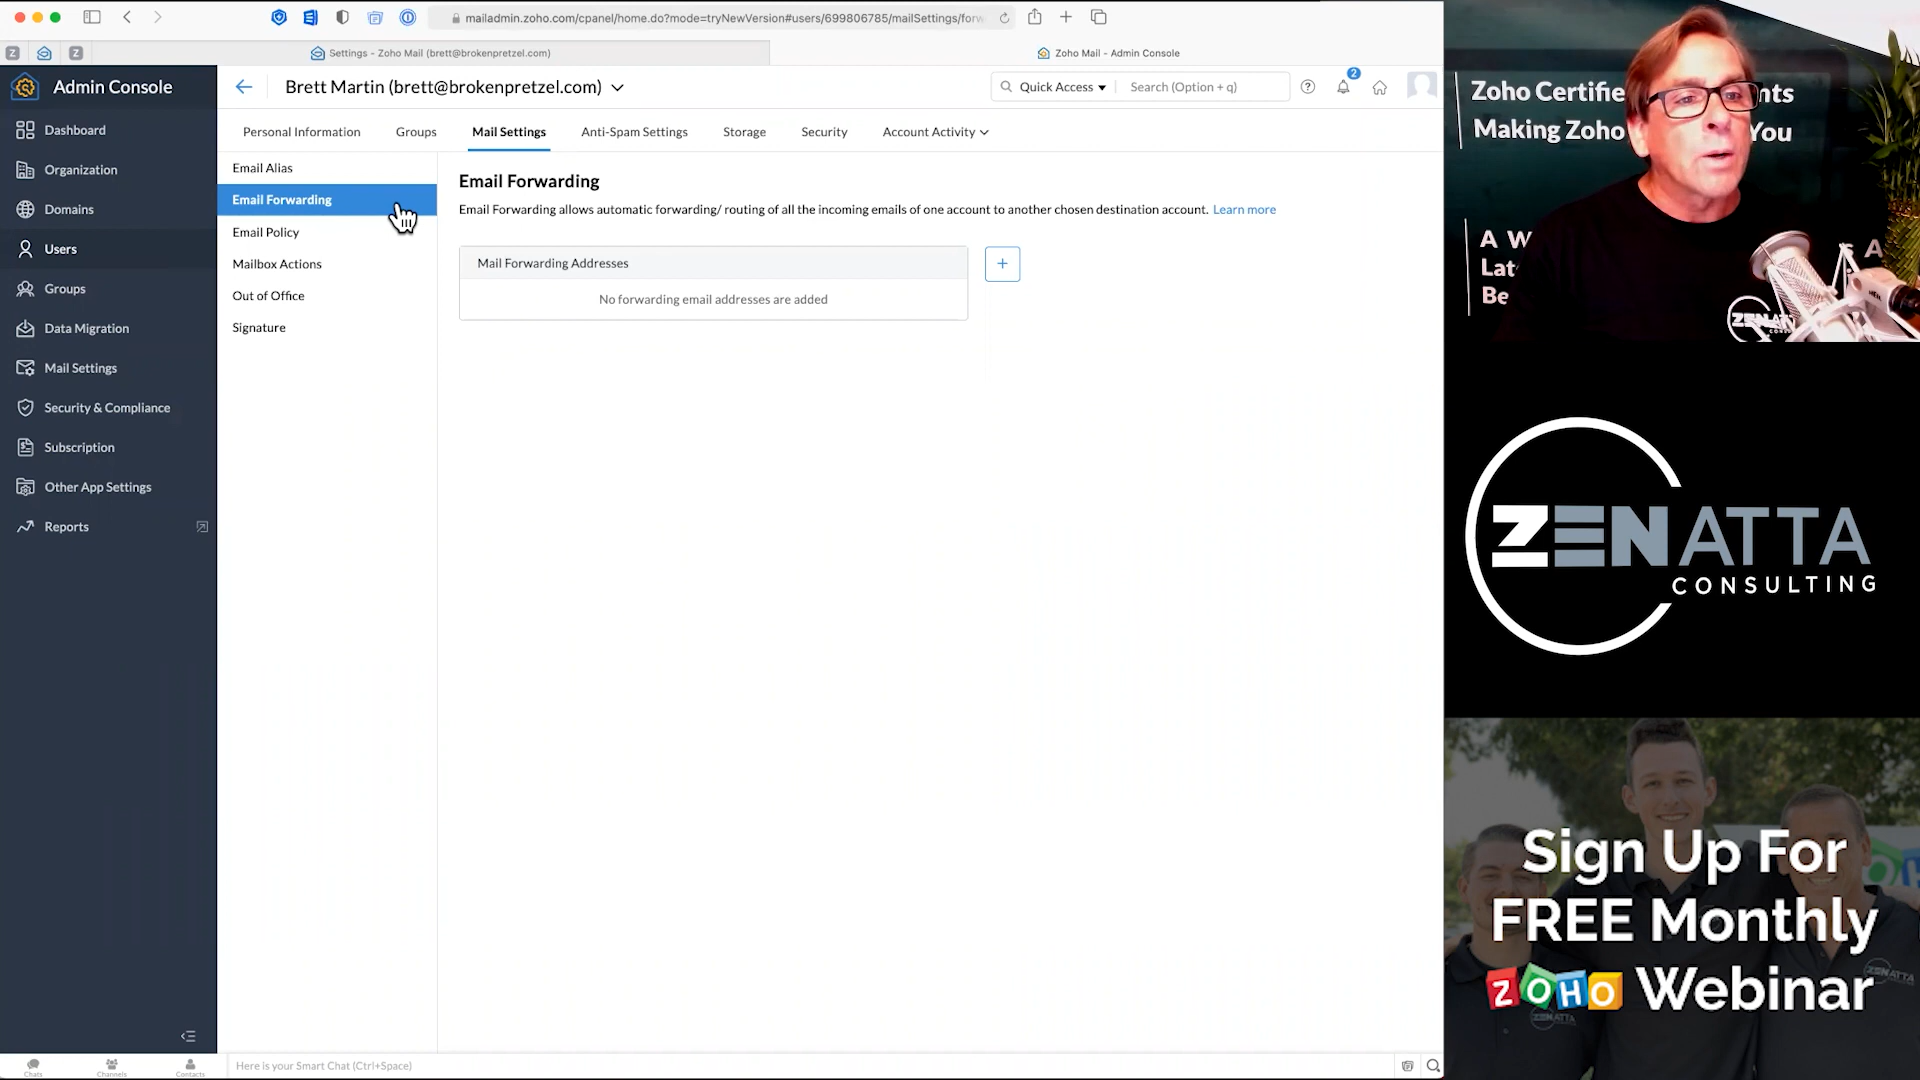 mailadmin.zoho.com/cpanel/home.do?mode=tryNewVersion#users/699806785/mailSettings/forw
Settings - Zoho Mail (brett@brokenpretzel.com)
Zoho Mail - Admin Console
Admin Console
Brett Martin (brett@brokenpretzel.com)
Quick Access
Search (Option + q)
2
Dashboard
Organization
Domains
Users
Groups
Data Migration
Mail Settings
Security & Compliance
Subscription
Other App Settings
Reports
Personal Information
Groups
Mail Settings
Anti-Spam Settings
Storage
Security
Account Activity
Email Alias
Email Forwarding
Email Policy
Mailbox Actions
Out of Office
Signature
Email Forwarding
Email Forwarding allows automatic forwarding/ routing of all the incoming emails of one account to another chosen destination account. Learn more
Mail Forwarding Addresses
No forwarding email addresses are added
Chats
Channels
Contacts
Here is your Smart Chat (Ctrl+Space)
Zoho Certifie nts
Making Zoho You
A W s A
Lat
Be
ZENATTA
CONSULTING
Sign Up For
FREE Monthly
ZOHO Webinar
ZENATTA